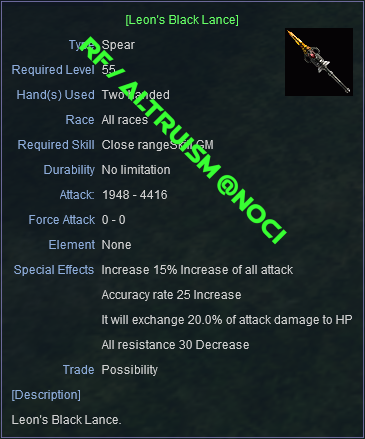 [Leon's Black Lance]
Type Spear
Required Level 55
Hand(s) Used Two Handed
Race All races
Required Skill Close rangeSkill GM
Durability No limitation
Attack: 1948 - 4416
Force Attack 0 - 0
Element None
Special Effects Increase 15% Increase of all attack
Accuracy rate 25 Increase
It will exchange 20.0% of attack damage to HP
All resistance 30 Decrease
Trade Possibility
[Description]
Leon's Black Lance.
RF / ALTRUISM @NOCI